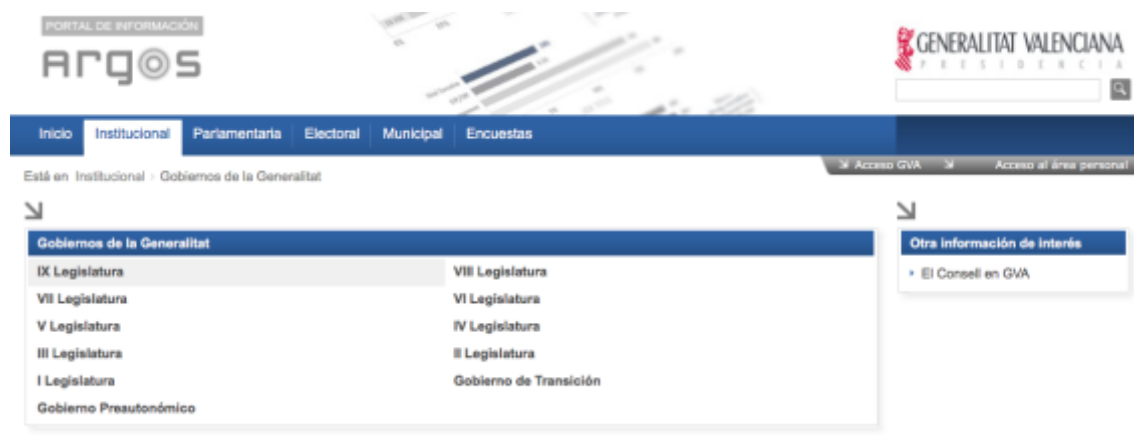 PORTAL DE INFORMACIÓN
Argos
GENERALITAT VALENCIANA
PRESIDENCIA
Inicio Institucional Parlamentaria Electoral Municipal Encuestas
Acceso GVA Acceso al área personal
Está en Institucional › Gobiernos de la Generalitat
Gobiernos de la Generalitat
IX Legislatura VIII Legislatura
VII Legislatura VI Legislatura
V Legislatura IV Legislatura
III Legislatura II Legislatura
I Legislatura Gobierno de Transición
Gobierno Preautonómico
Otra información de interés
El Consell en GVA